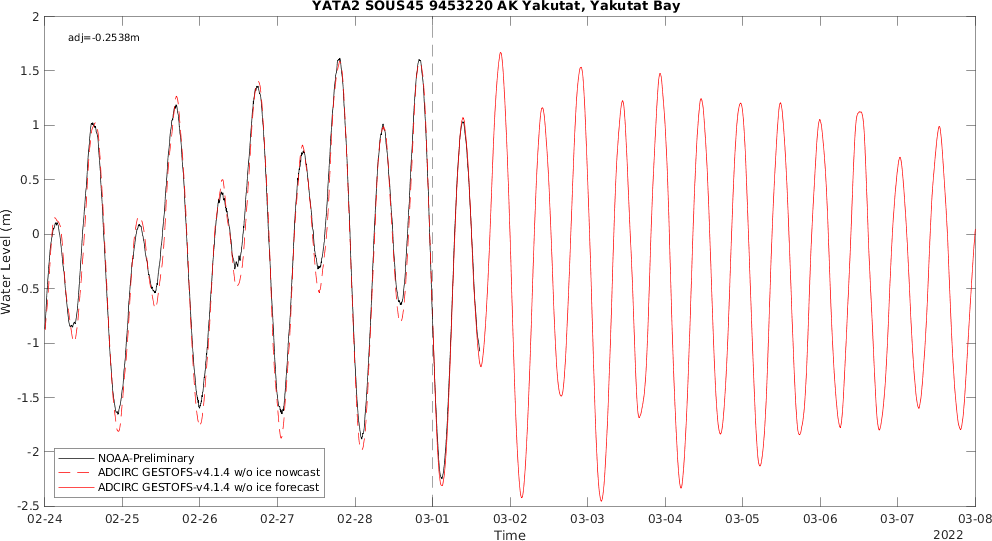 YATA2 SOUS45 9453220 AK Yakutat, Yakutat Bay
adj=-0.2538m
2
1.5
1
0.5
0
-0.5
-1
-1.5
-2
-2.5
Water Level (m)
NOAA-Preliminary
ADCIRC GESTOFS-v4.1.4 w/o ice nowcast
ADCIRC GESTOFS-v4.1.4 w/o ice forecast
02-24 02-25 02-26 02-27 02-28 03-01 03-02 03-03 03-04 03-05 03-06 03-07 03-08
Time
2022